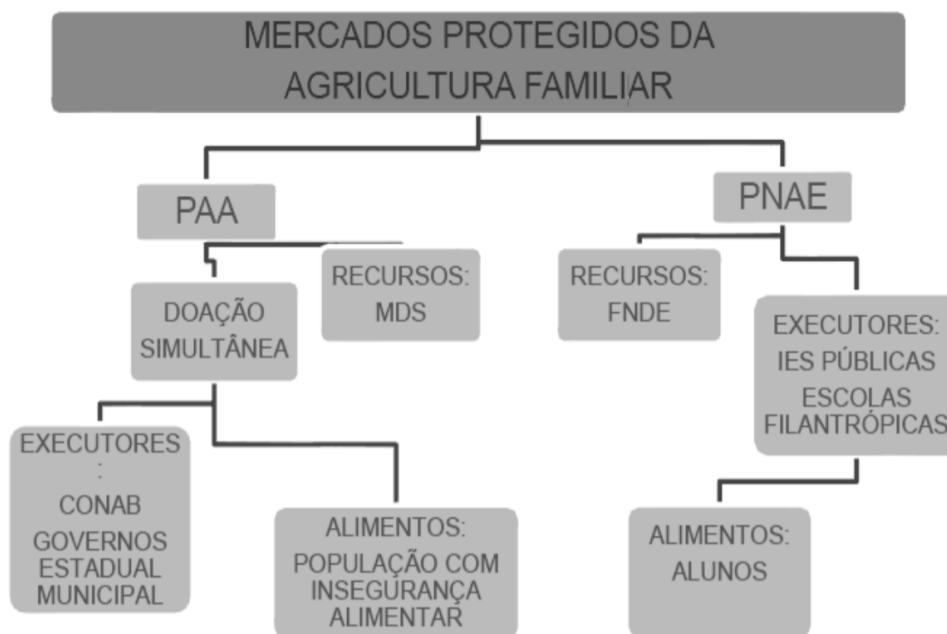 MERCADOS PROTEGIDOS DA
AGRICULTURA FAMILIAR
PAA
PNAE
DOAÇÃO
SIMULTÂNEA
RECURSOS:
MDS
RECURSOS:
FNDE
EXECUTORES:
IES PÚBLICAS
ESCOLAS
FILANTRÓPICAS
EXECUTORES
:
CONAB
GOVERNOS
ESTADUAL
MUNICIPAL
ALIMENTOS:
POPULAÇÃO COM
INSEGURANÇA
ALIMENTAR
ALIMENTOS:
ALUNOS